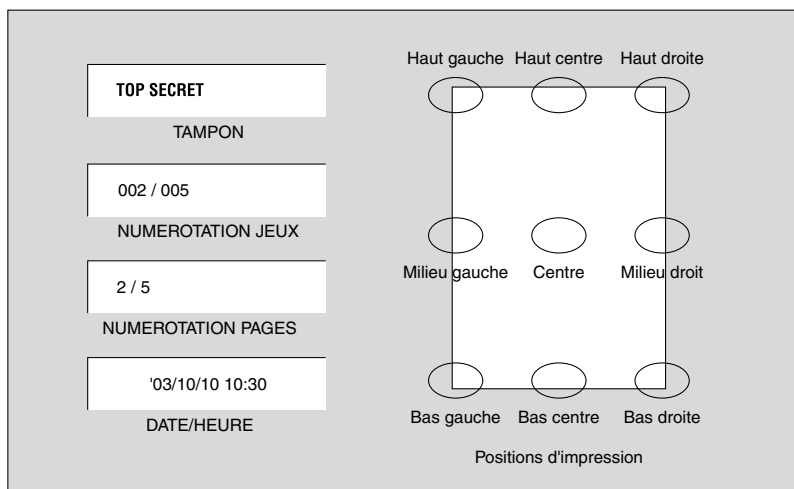 TOP SECRET
TAMPON
002 / 005
NUMEROTATION JEUX
2 / 5
NUMEROTATION PAGES
'03/10/10 10:30
DATE/HEURE
Haut gauche Haut centre Haut droite
Milieu gauche Centre Milieu droit
Bas gauche Bas centre Bas droite
Positions d'impression